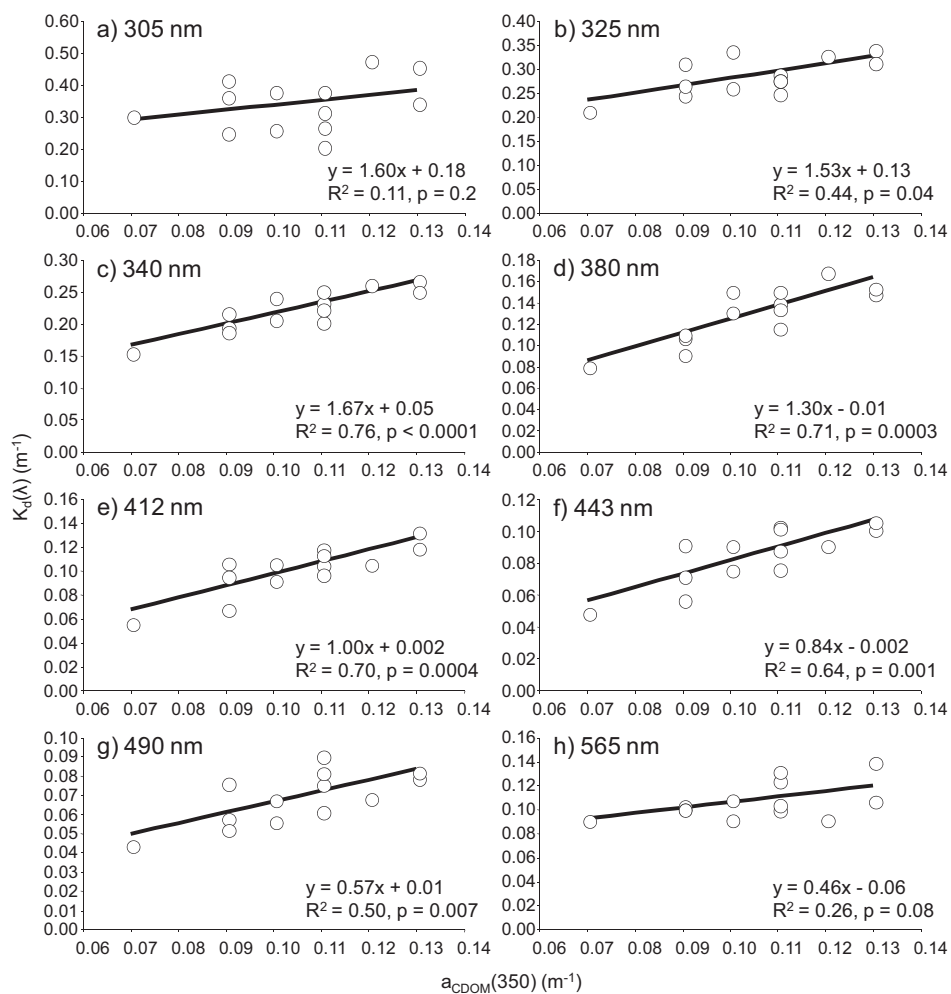 a) 305 nm
0.60
0.50
0.40
0.30
0.20
0.10
0.00
y = 1.60x + 0.18
R² = 0.11, p = 0.2
0.06 0.07 0.08 0.09 0.10 0.11 0.12 0.13 0.14
b) 325 nm
0.40
0.35
0.30
0.25
0.20
0.15
0.10
0.05
0.00
y = 1.53x + 0.13
R² = 0.44, p = 0.04
0.06 0.07 0.08 0.09 0.10 0.11 0.12 0.13 0.14
c) 340 nm
0.30
0.25
0.20
0.15
0.10
0.05
0.00
y = 1.67x + 0.05
R² = 0.76, p < 0.0001
0.06 0.07 0.08 0.09 0.10 0.11 0.12 0.13 0.14
d) 380 nm
0.18
0.16
0.14
0.12
0.10
0.08
0.06
0.04
0.02
0.00
y = 1.30x - 0.01
R² = 0.71, p = 0.0003
0.06 0.07 0.08 0.09 0.10 0.11 0.12 0.13 0.14
K_d(λ) (m⁻¹)
e) 412 nm
0.16
0.14
0.12
0.10
0.08
0.06
0.04
0.02
0.00
y = 1.00x + 0.002
R² = 0.70, p = 0.0004
0.06 0.07 0.08 0.09 0.10 0.11 0.12 0.13 0.14
f) 443 nm
0.12
0.10
0.08
0.06
0.04
0.02
0.00
y = 0.84x - 0.002
R² = 0.64, p = 0.001
0.06 0.07 0.08 0.09 0.10 0.11 0.12 0.13 0.14
g) 490 nm
0.10
0.09
0.08
0.07
0.06
0.05
0.04
0.03
0.02
0.01
0.00
y = 0.57x + 0.01
R² = 0.50, p = 0.007
0.06 0.07 0.08 0.09 0.10 0.11 0.12 0.13 0.14
h) 565 nm
0.16
0.14
0.12
0.10
0.08
0.06
0.04
0.02
0.00
y = 0.46x - 0.06
R² = 0.26, p = 0.08
0.06 0.07 0.08 0.09 0.10 0.11 0.12 0.13 0.14
a_CDOM(350) (m⁻¹)